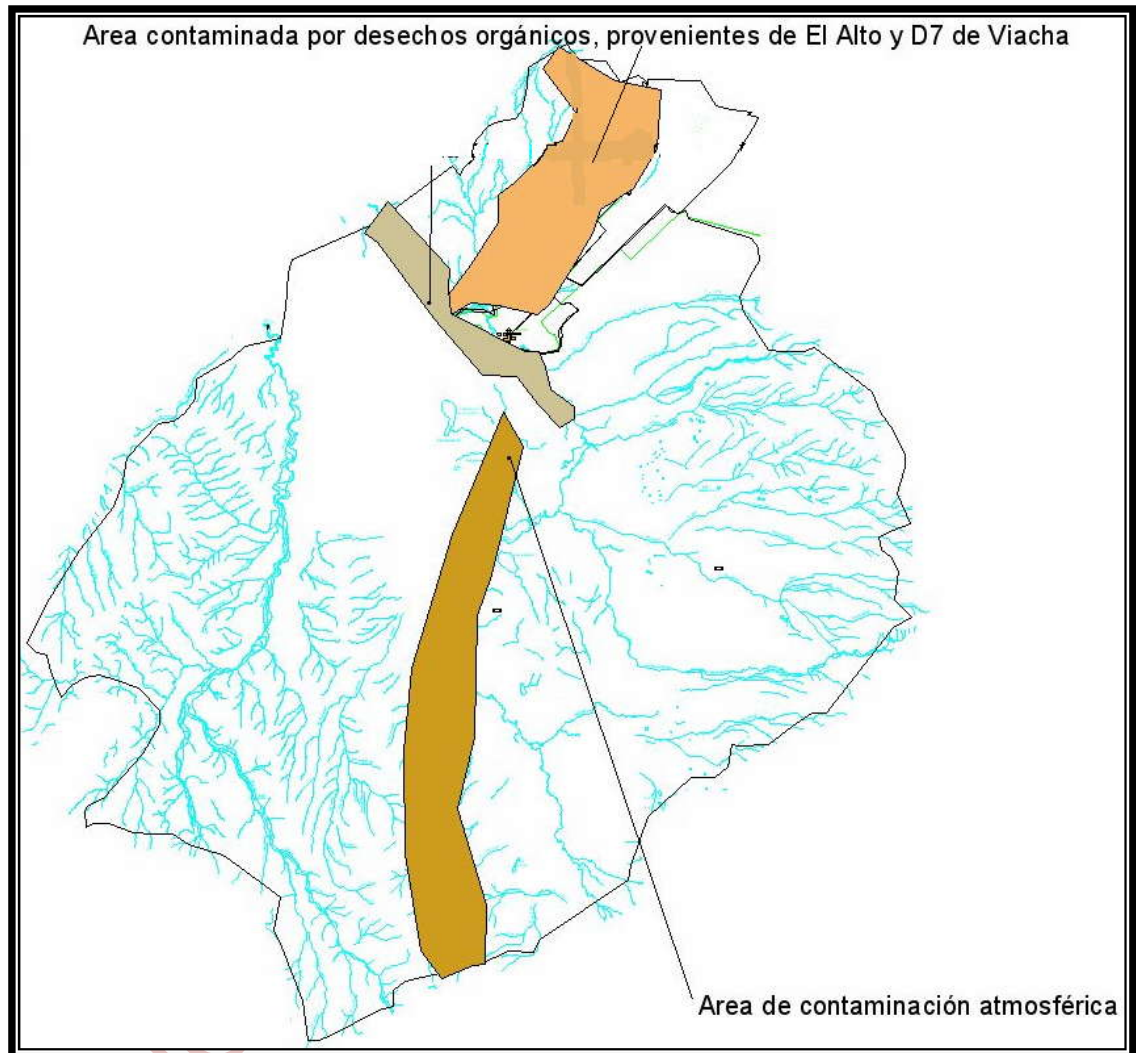 Area contaminada por desechos orgánicos, provenientes de El Alto y D7 de Viacha
Area de contaminación atmosférica